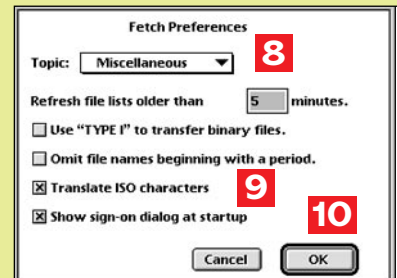 Fetch Preferences
Topic: Miscellaneous 8
Refresh file lists older than 5 minutes.
Use “TYPE I” to transfer binary files.
Omit file names beginning with a period.
Translate ISO characters 9
Show sign-on dialog at startup
10
Cancel OK